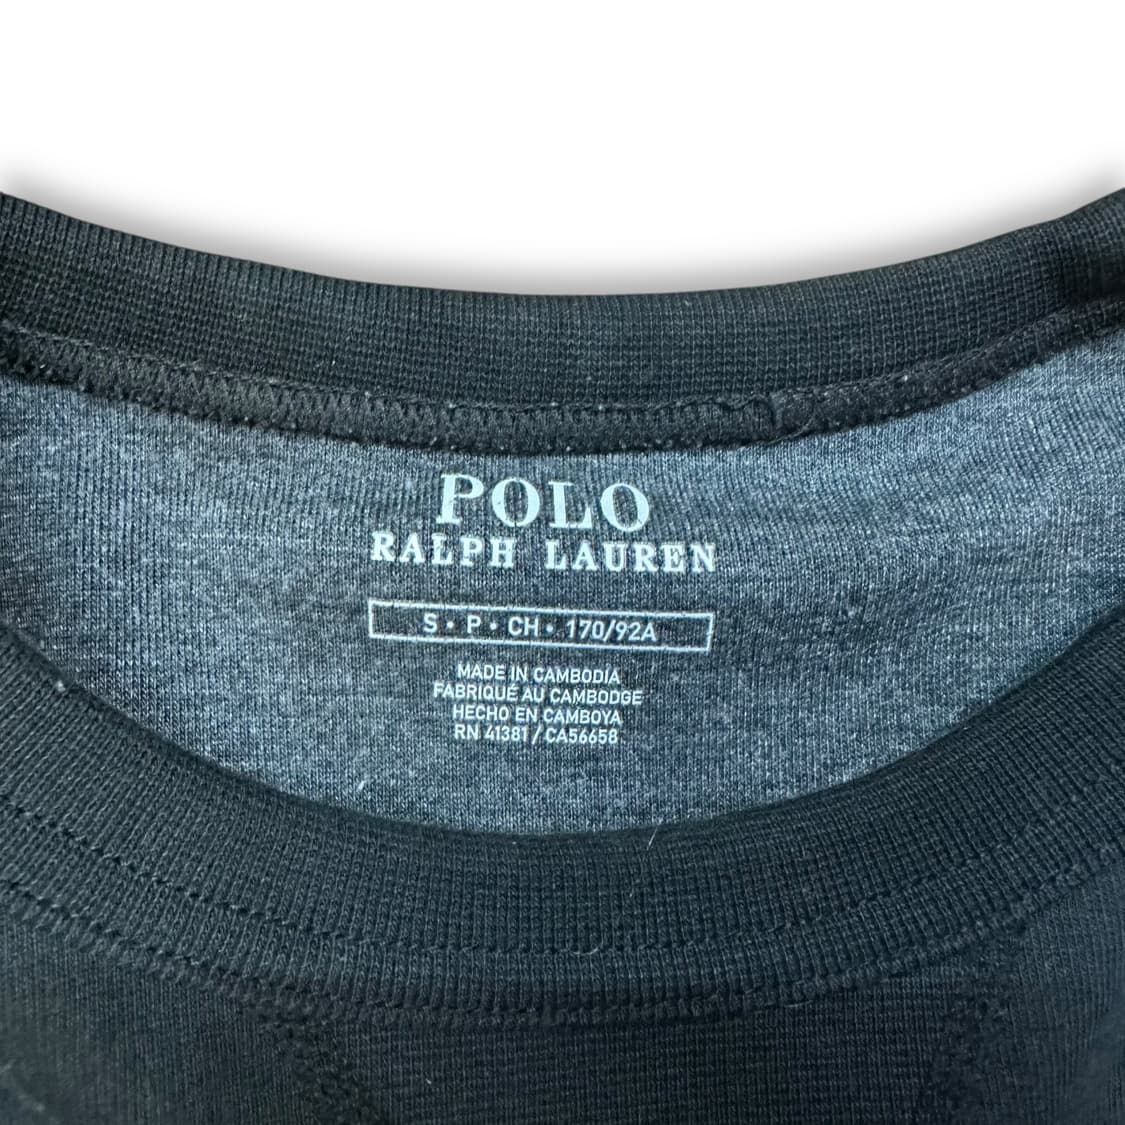 POLO
RALPH LAUREN
S • P • CH • 170/92A
MADE IN CAMBODIA
FABRIQUÉ AU CAMBODGE
HECHO EN CAMBOYA
RN 41381 / CA56658